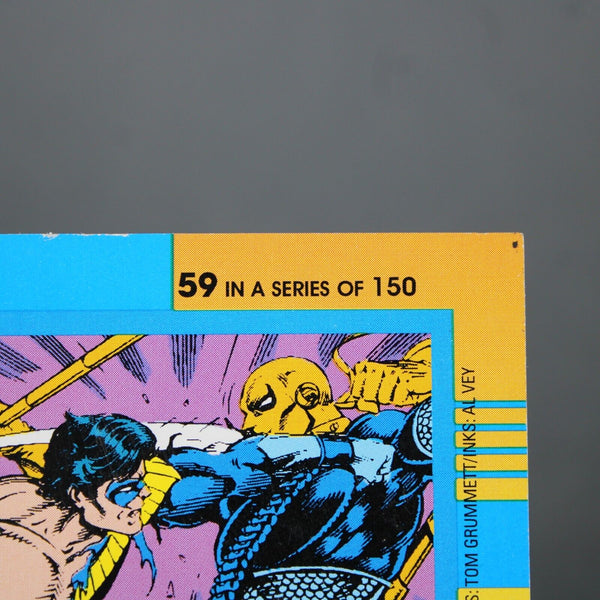 59 IN A SERIES OF 150
S: TOM GRUMMETT/INKS: AL VEY